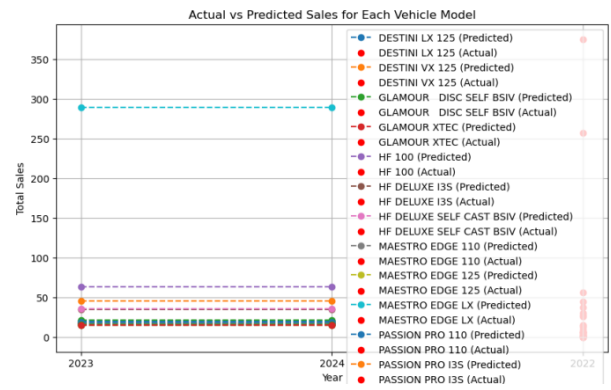 Actual vs Predicted Sales for Each Vehicle Model
Total Sales
350
300
250
200
150
100
50
0
2023
2024
2022
Year
DESTINI LX 125 (Predicted)
DESTINI LX 125 (Actual)
DESTINI VX 125 (Predicted)
DESTINI VX 125 (Actual)
GLAMOUR   DISC SELF BSIV (Predicted)
GLAMOUR   DISC SELF BSIV (Actual)
GLAMOUR XTEC (Predicted)
GLAMOUR XTEC (Actual)
HF 100 (Predicted)
HF 100 (Actual)
HF DELUXE I3S (Predicted)
HF DELUXE I3S (Actual)
HF DELUXE SELF CAST BSIV (Predicted)
HF DELUXE SELF CAST BSIV (Actual)
MAESTRO EDGE 110 (Predicted)
MAESTRO EDGE 110 (Actual)
MAESTRO EDGE 125 (Predicted)
MAESTRO EDGE 125 (Actual)
MAESTRO EDGE LX (Predicted)
MAESTRO EDGE LX (Actual)
PASSION PRO 110 (Predicted)
PASSION PRO 110 (Actual)
PASSION PRO I3S (Predicted)
PASSION PRO I3S (Actual)